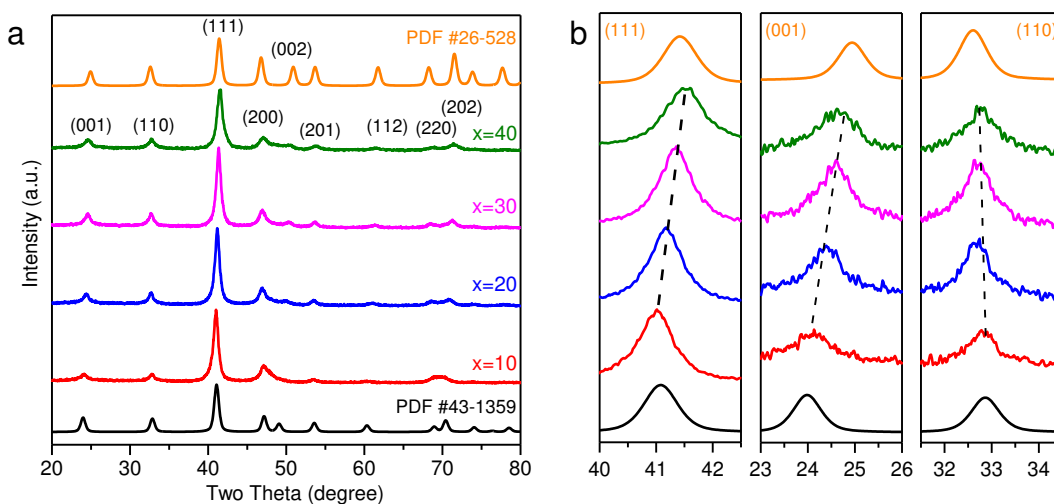 a
(111)
PDF #26-528
(002)
(202)
(001)
(110)
(200)
(201)
(112)
(220)
x=40
x=30
x=20
x=10
PDF #43-1359
Intensity (a.u.)
20 30 40 50 60 70 80
Two Theta (degree)
b
(111)
(001)
(110)
40 41 42
23 24 25 26
32 33 34